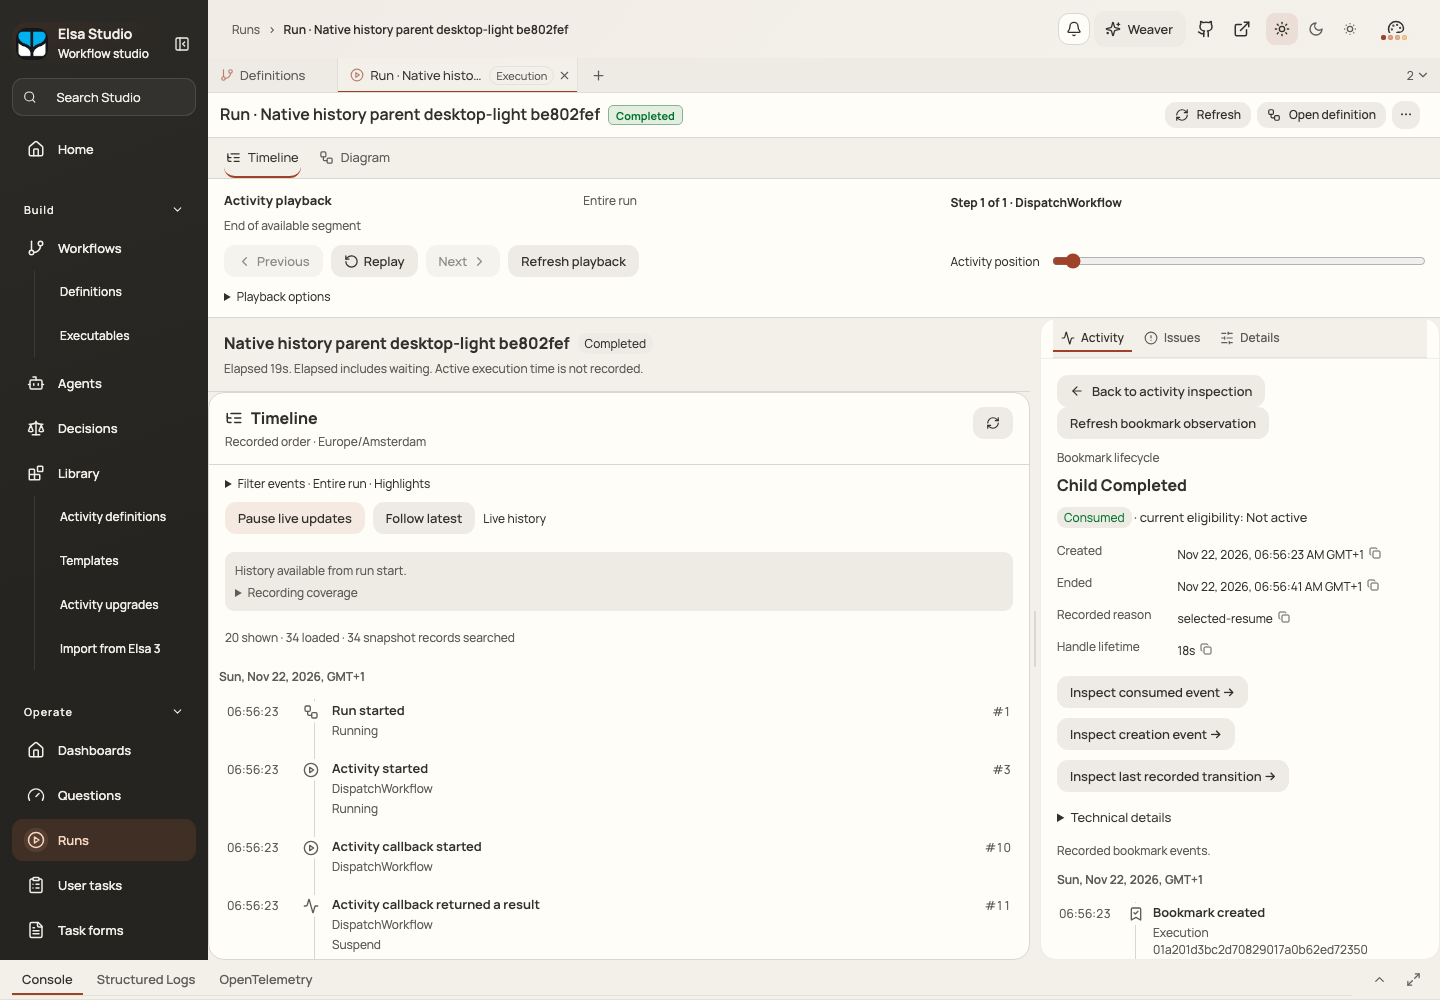 Elsa Studio
Workflow studio
Search Studio
Home
Build
Workflows
Definitions
Executables
Agents
Decisions
Library
Activity definitions
Templates
Activity upgrades
Import from Elsa 3
Operate
Dashboards
Questions
Runs
User tasks
Task forms
Runs › Run · Native history parent desktop-light be802fef
Weaver
Definitions
Run · Native histo... Execution
2
Run · Native history parent desktop-light be802fef Completed
Refresh
Open definition
Timeline
Diagram
Activity playback
Entire run
Step 1 of 1 · DispatchWorkflow
End of available segment
Previous
Replay
Next
Refresh playback
Activity position
Playback options
Native history parent desktop-light be802fef Completed
Elapsed 19s. Elapsed includes waiting. Active execution time is not recorded.
Timeline
Recorded order · Europe/Amsterdam
Filter events · Entire run · Highlights
Pause live updates
Follow latest
Live history
History available from run start.
Recording coverage
20 shown · 34 loaded · 34 snapshot records searched
Sun, Nov 22, 2026, GMT+1
06:56:23 Run started #1
Running
06:56:23 Activity started #3
DispatchWorkflow
Running
06:56:23 Activity callback started #10
DispatchWorkflow
06:56:23 Activity callback returned a result #11
DispatchWorkflow
Suspend
Activity
Issues
Details
← Back to activity inspection
Refresh bookmark observation
Bookmark lifecycle
Child Completed
Consumed · current eligibility: Not active
Created Nov 22, 2026, 06:56:23 AM GMT+1
Ended Nov 22, 2026, 06:56:41 AM GMT+1
Recorded reason selected-resume
Handle lifetime 18s
Inspect consumed event →
Inspect creation event →
Inspect last recorded transition →
Technical details
Recorded bookmark events.
Sun, Nov 22, 2026, GMT+1
06:56:23 Bookmark created
Execution
01a201d3bc2d70829017a0b62ed72350
Console
Structured Logs
OpenTelemetry